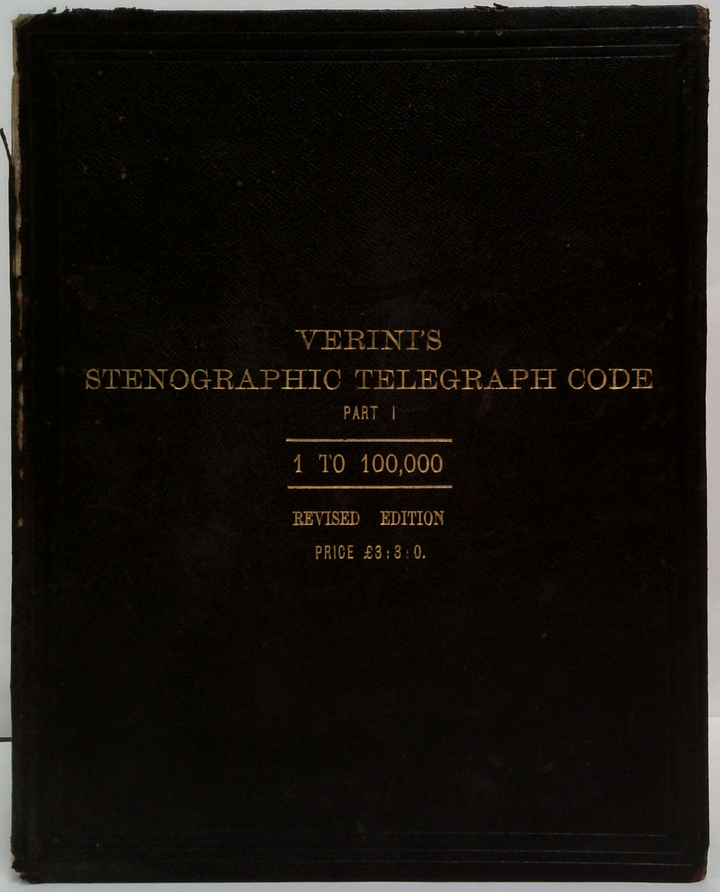 VERINI'S
STENOGRAPHIC TELEGRAPH CODE
PART I
1 TO 100,000
REVISED EDITION
PRICE £3:3:0.